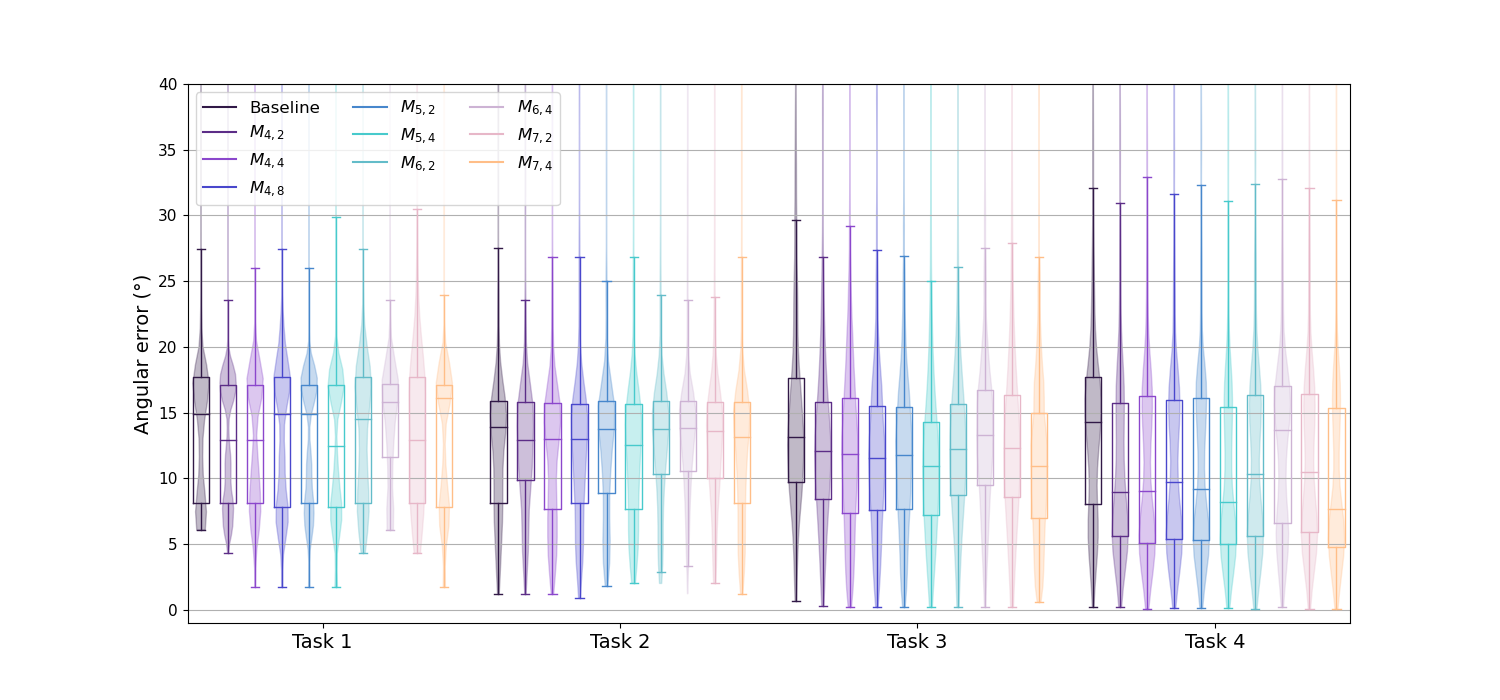 Angular error (°)
40
35
30
25
20
15
10
5
0
Baseline
M4,2
M4,4
M4,8
M5,2
M5,4
M6,2
M6,4
M7,2
M7,4
Task 1
Task 2
Task 3
Task 4